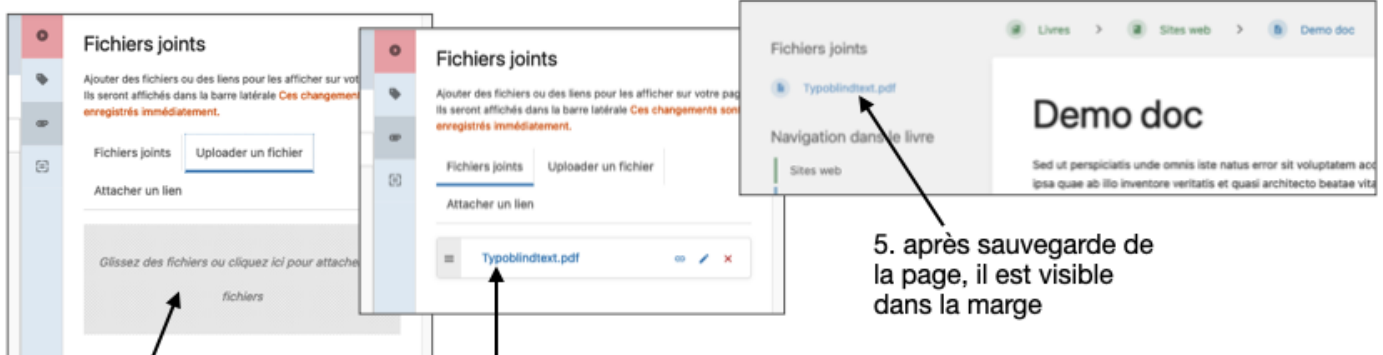 Fichiers joints
Ajouter des fichiers ou des liens pour les afficher sur vot
Ils seront affichés dans la barre latérale Ces changemen
enregistrés immédiatement.
Fichiers joints Uploader un fichier
Attacher un lien
Glissez des fichiers ou cliquez ici pour attache
fichiers
Fichiers joints
Ajouter des fichiers ou des liens pour les afficher sur votre pag
Ils seront affichés dans la barre latérale Ces changements sont
enregistrés immédiatement.
Fichiers joints Uploader un fichier
Attacher un lien
Typoblindtext.pdf
Livres > Sites web > Demo doc
Fichiers joints
Typoblindtext.pdf
Navigation dans le livre
Sites web
Demo doc
Sed ut perspiciatis unde omnis iste natus error sit voluptatem acc
ipsa quae ab illo inventore veritatis et quasi architecto beatae vita
5. après sauvegarde de
la page, il est visible
dans la marge